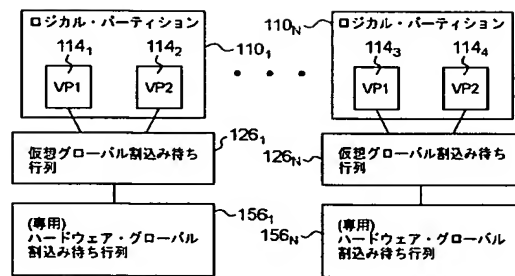 ロジカル・パーティション
114₁
114₂
VP1
VP2
110₁
仮想グローバル割込み待ち
行列
126₁
(専用)
ハードウェア・グローバル
割込み待ち行列
156₁
• • •
110_N
ロジカル・パーティション
114₃
114₄
VP1
VP2
126_N
仮想グローバル割込み待ち
行列
156_N
(専用)
ハードウェア・グローバル
割込み待ち行列